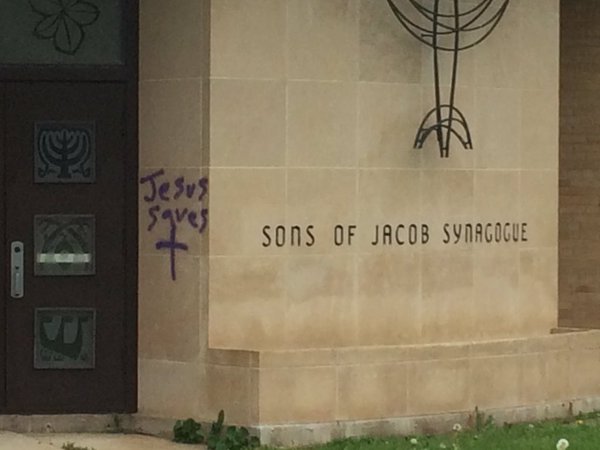 Jesus
saves
SONS OF JACOB SYNAGOGUE
ש